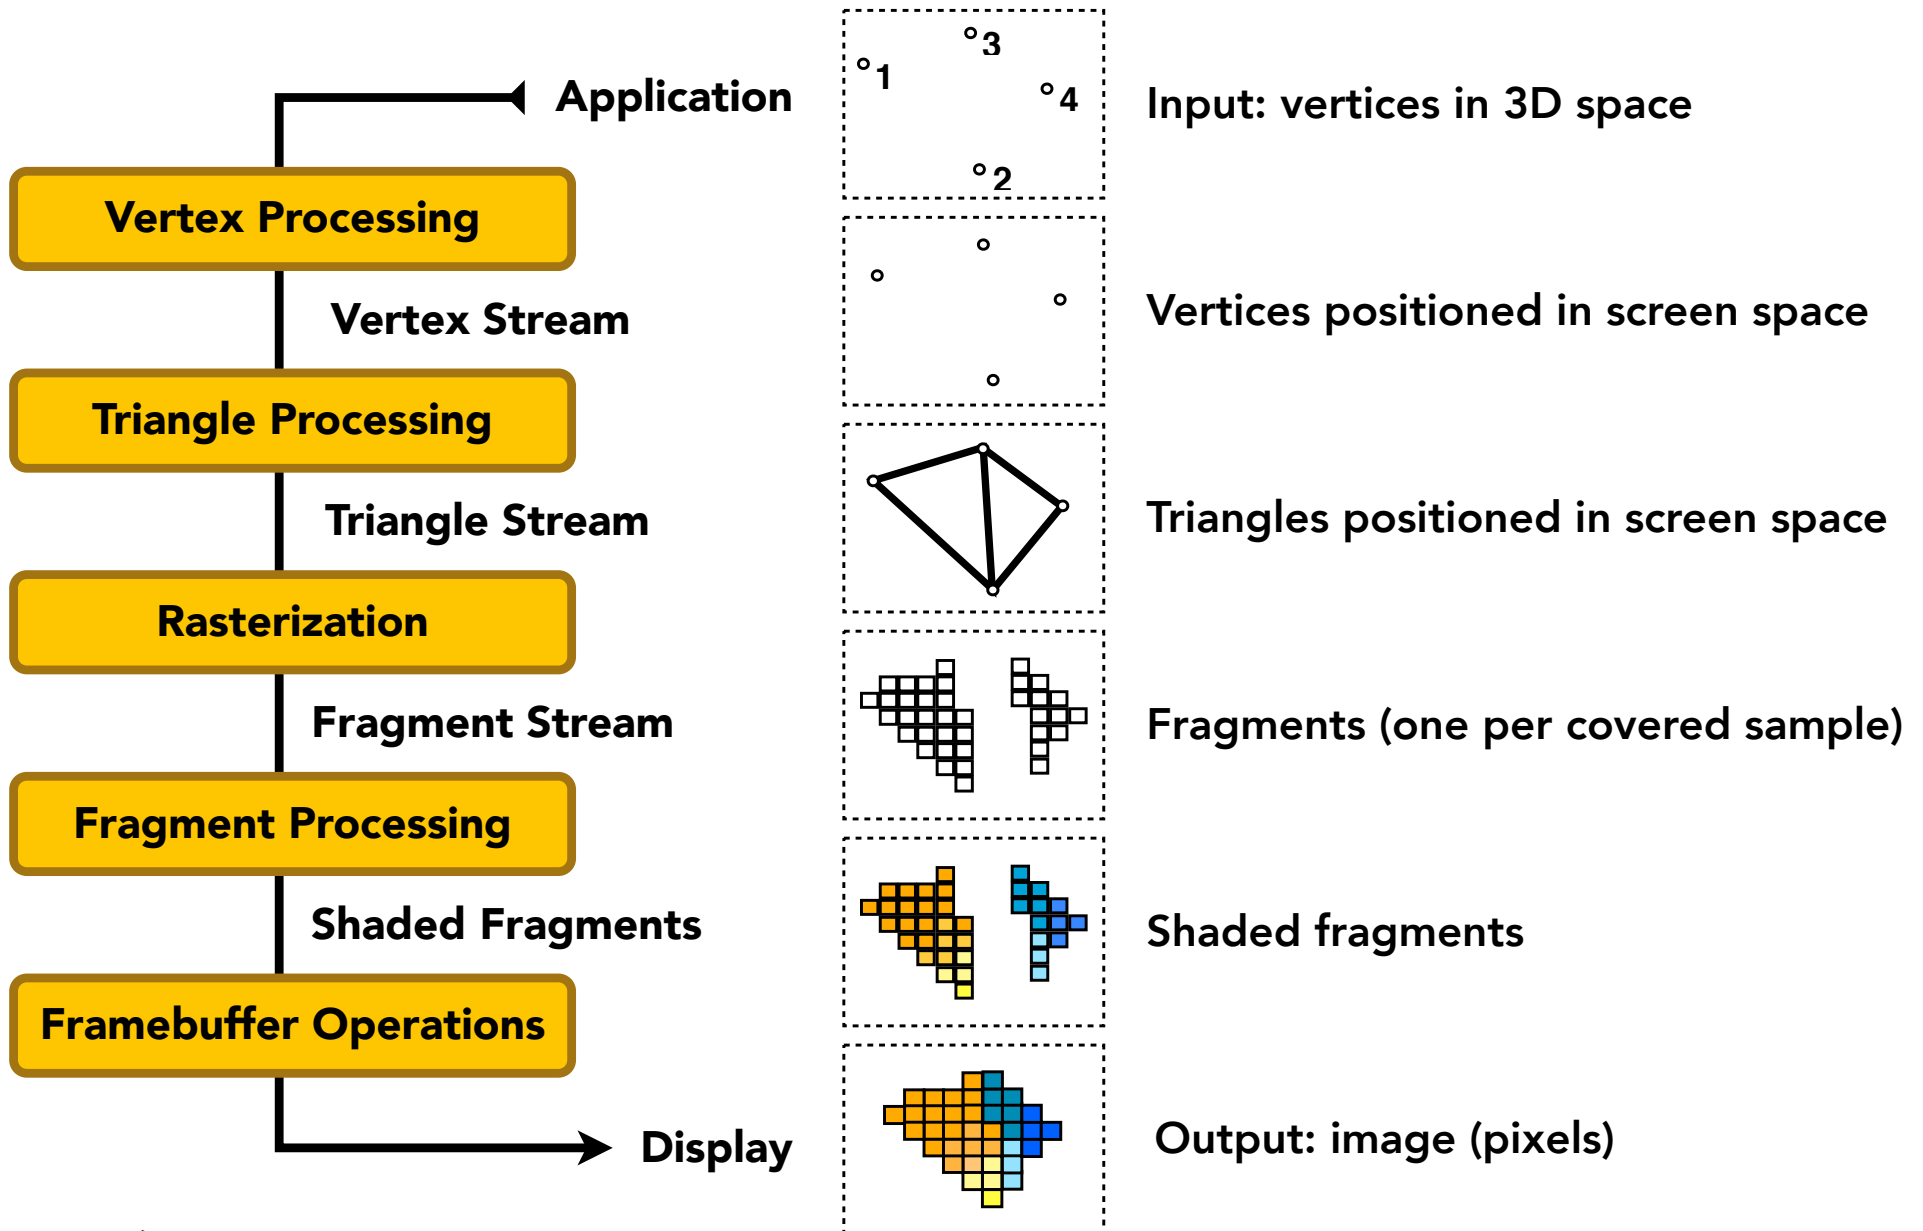 Application
3
1
4
2
Input: vertices in 3D space
Vertex Processing
Vertex Stream
Vertices positioned in screen space
Triangle Processing
Triangle Stream
Triangles positioned in screen space
Rasterization
Fragment Stream
Fragments (one per covered sample)
Fragment Processing
Shaded Fragments
Shaded fragments
Framebuffer Operations
Display
Output: image (pixels)